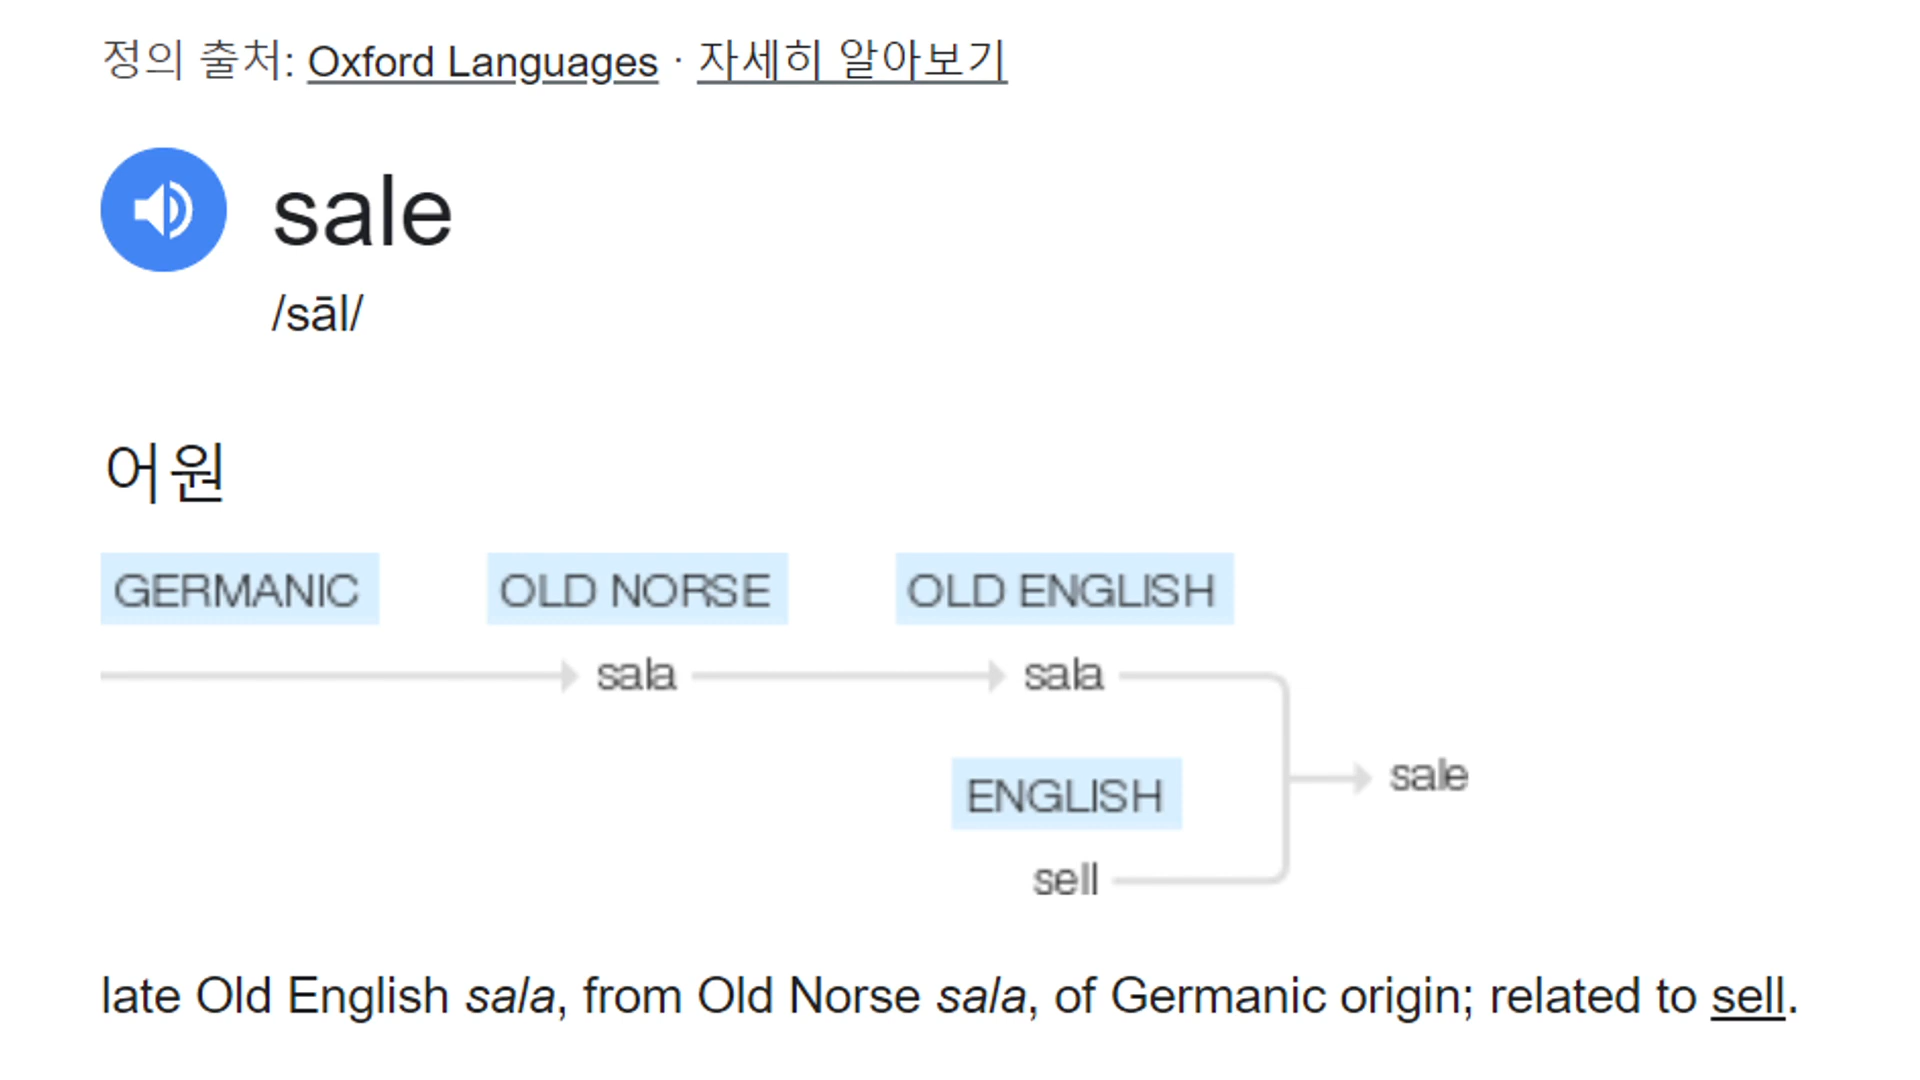 정의 출처: Oxford Languages · 자세히 알아보기
sale
/sāl/
어원
GERMANIC OLD NORSE OLD ENGLISH
sala sala
sale
ENGLISH
sell
late Old English sala, from Old Norse sala, of Germanic origin; related to sell.